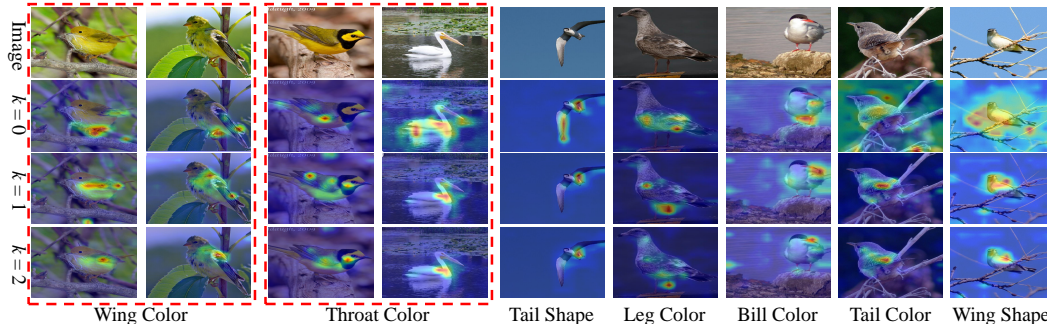 Image
k = 0
k = 1
k = 2
Wing Color
Throat Color
Tail Shape
Leg Color
Bill Color
Tail Color
Wing Shape